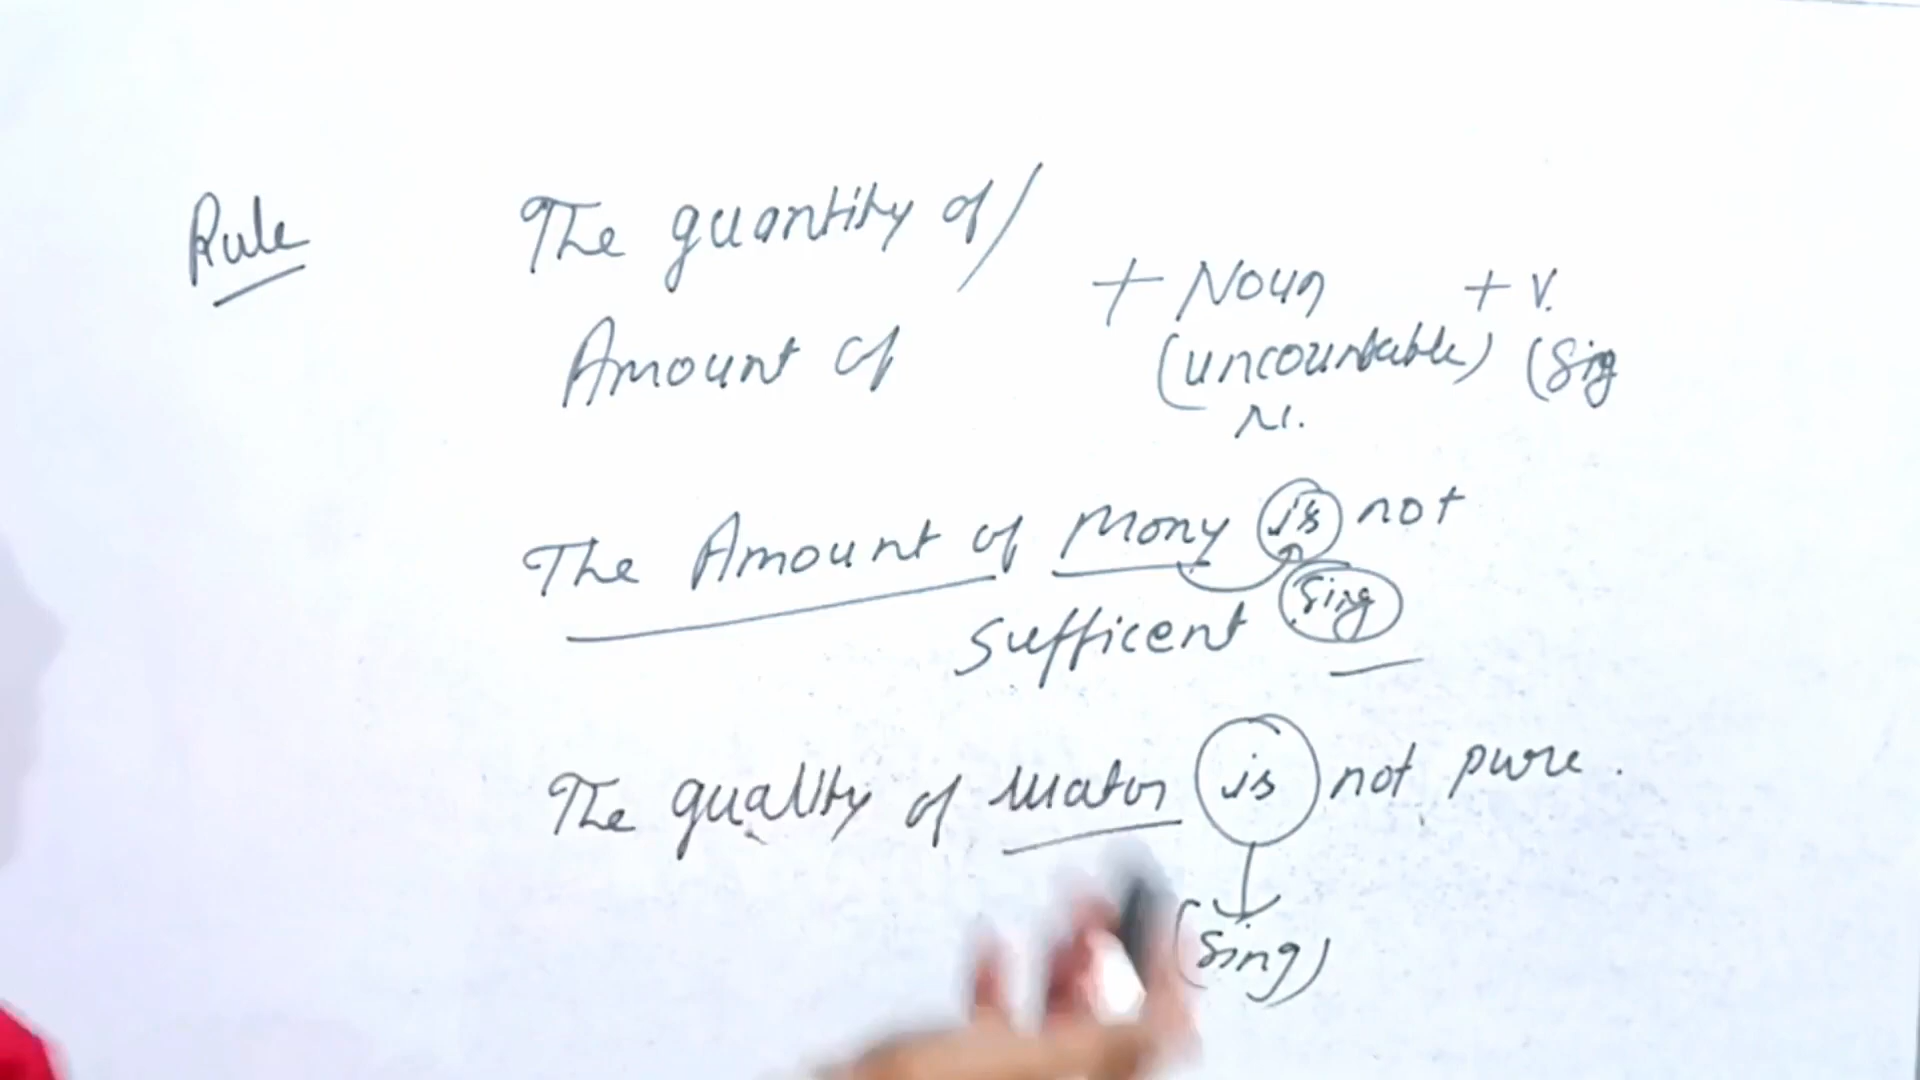 Rule The quantity of/
+ Noun + V.
Amount of (uncountable) (Sing
N.
The Amount of Mony is not
sufficent Sing
The quality of water is not pure.
(Sing)